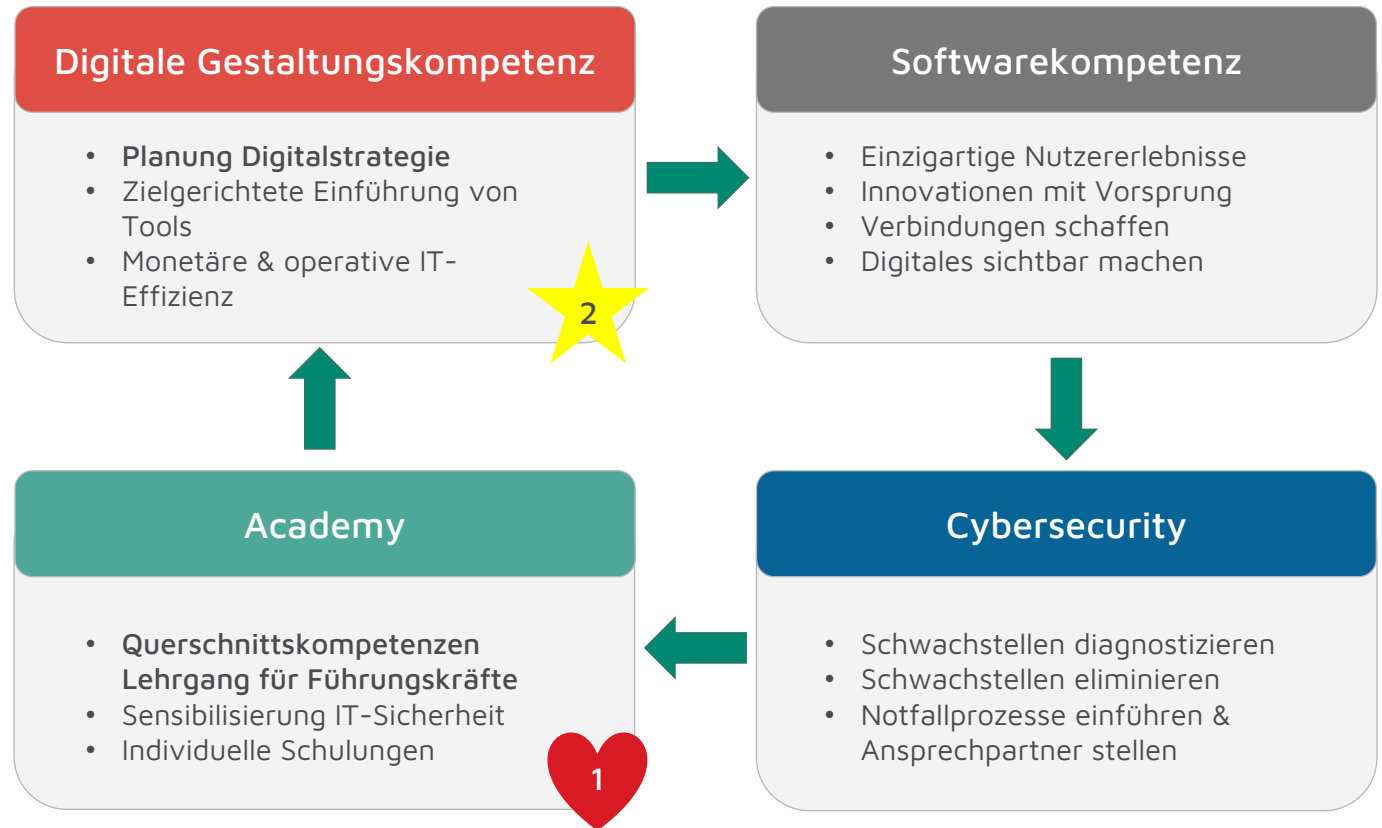 Digitale Gestaltungskompetenz
• Planung Digitalstrategie
• Zielgerichtete Einführung von
Tools
• Monetäre & operative IT-
Effizienz
2
Softwarekompetenz
• Einzigartige Nutzererlebnisse
• Innovationen mit Vorsprung
• Verbindungen schaffen
• Digitales sichtbar machen
Academy
• Querschnittskompetenzen
Lehrgang für Führungskräfte
• Sensibilisierung IT-Sicherheit
• Individuelle Schulungen
1
Cybersecurity
• Schwachstellen diagnostizieren
• Schwachstellen eliminieren
• Notfallprozesse einführen &
Ansprechpartner stellen